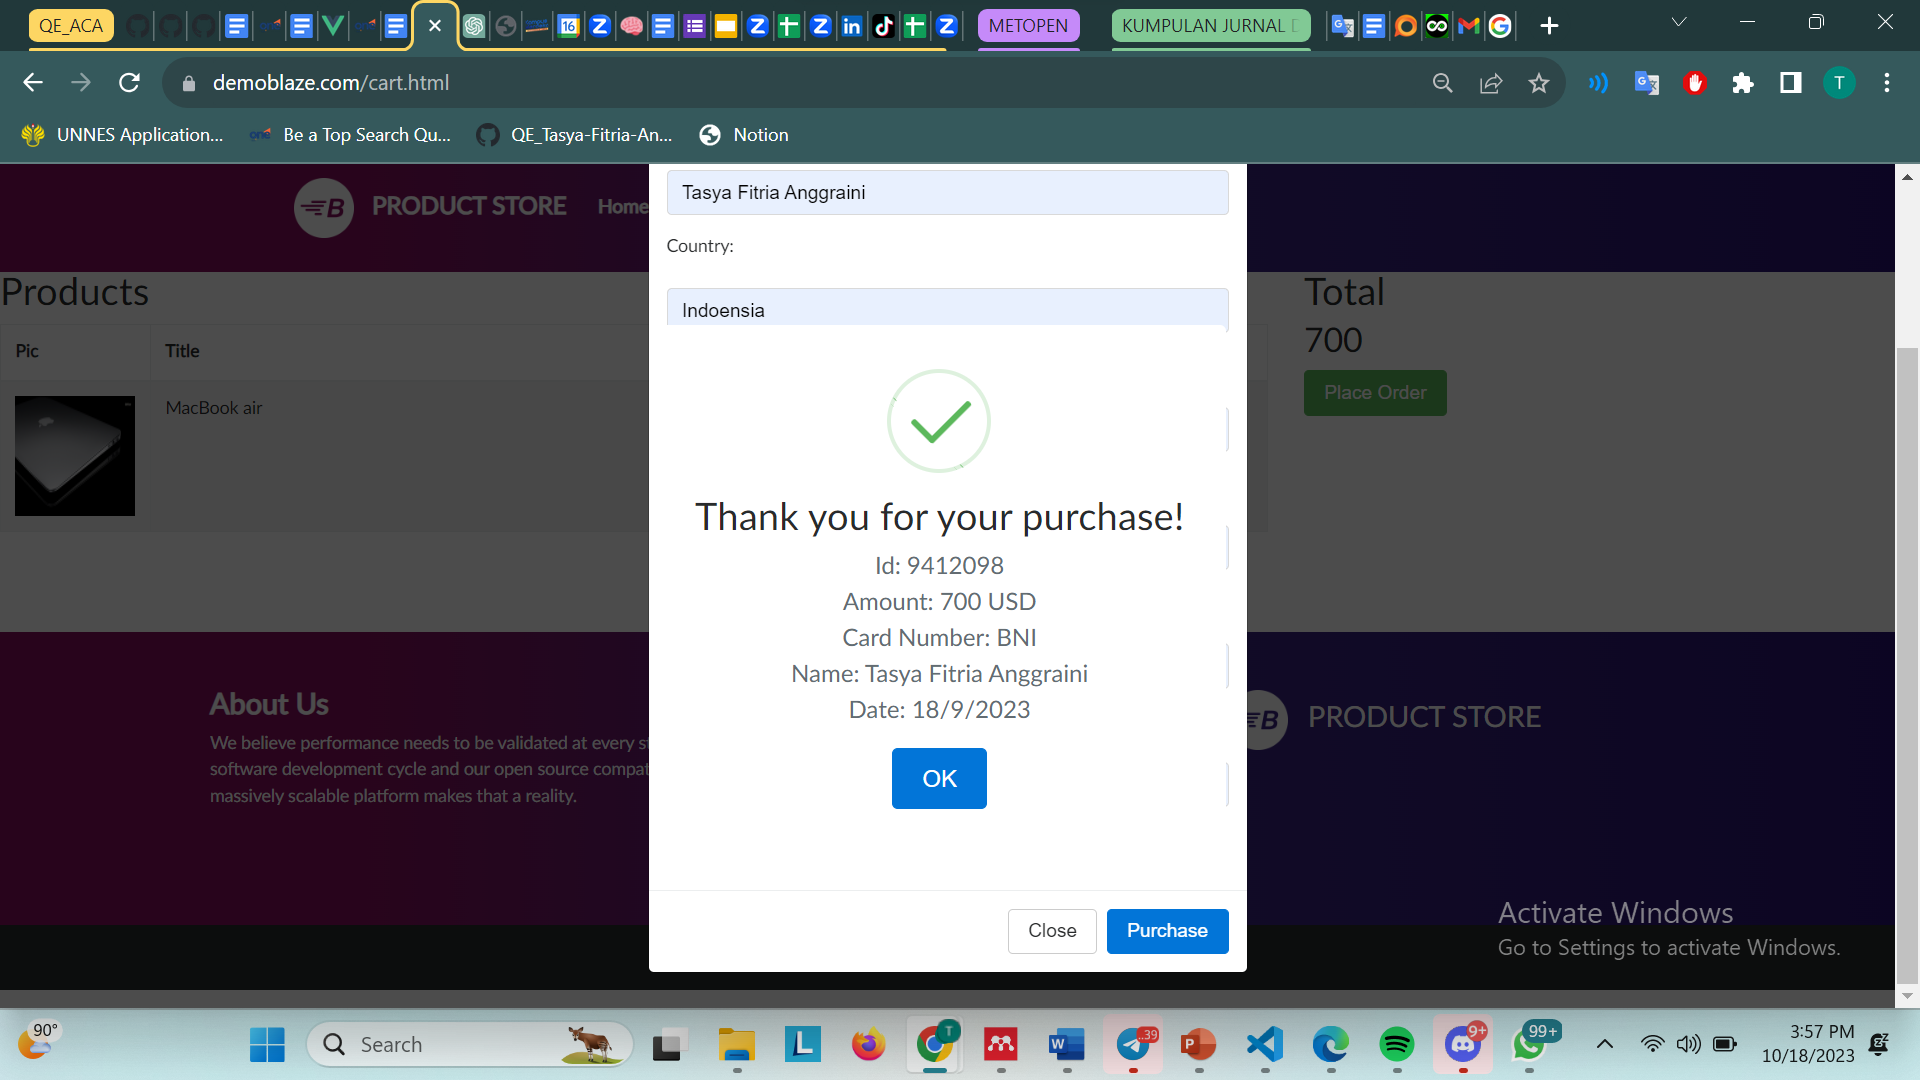 QE_ACA
METOPEN
KUMPULAN JURNAL
demoblaze.com/cart.html
UNNES Application...
Be a Top Search Qu...
QE_Tasya-Fitria-An...
Notion
PRODUCT STORE
Home
Tasya Fitria Anggraini
Country:
Indoensia
Products
Total
700
Place Order
Pic
Title
MacBook air
Thank you for your purchase!
Id: 9412098
Amount: 700 USD
Card Number: BNI
Name: Tasya Fitria Anggraini
Date: 18/9/2023
OK
About Us
We believe performance needs to be validated at every
software development cycle and our open source compat
massively scalable platform makes that a reality.
PRODUCT STORE
Close
Purchase
Activate Windows
Go to Settings to activate Windows.
90°
Search
39
9+
99+
3:57 PM
10/18/2023